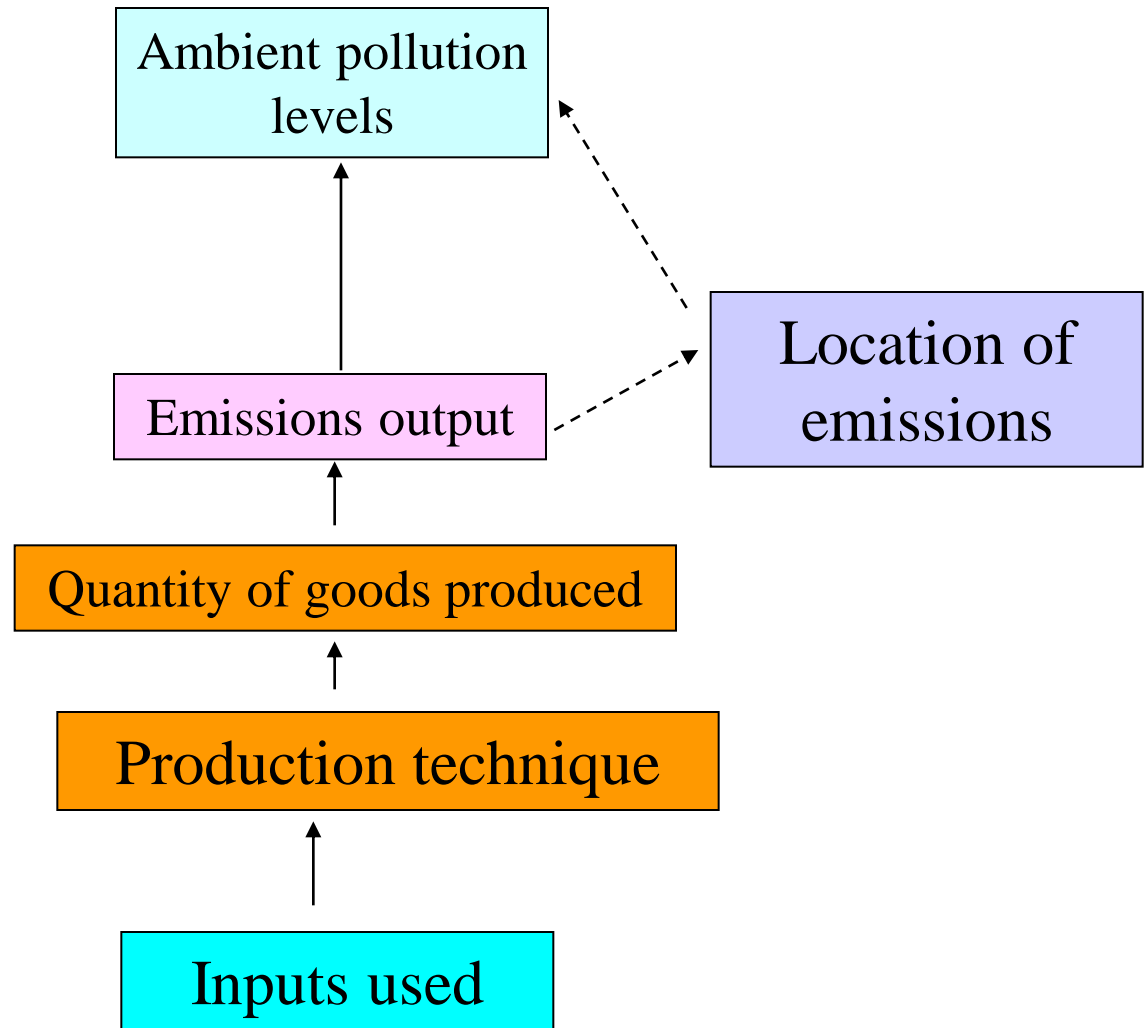 Ambient pollution
levels
Location of
emissions
Emissions output
Quantity of goods produced
Production technique
Inputs used